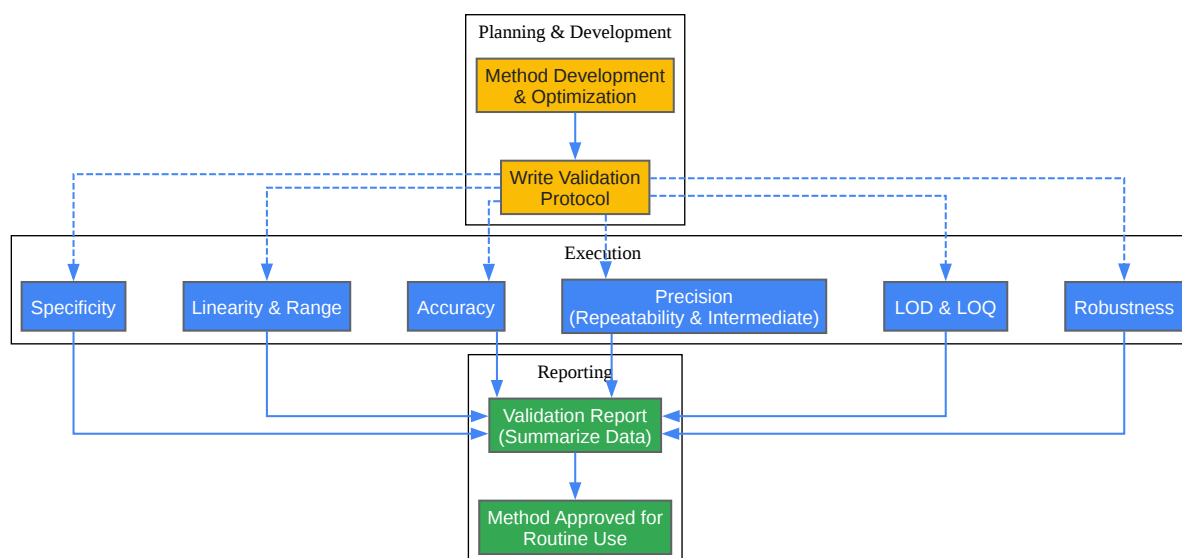 Planning & Development
Method Development
& Optimization
Write Validation
Protocol
Execution
Specificity
Linearity & Range
Accuracy
Precision
(Repeatability & Intermediate)
LOD & LOQ
Robustness
Reporting
Validation Report
(Summarize Data)
Method Approved for
Routine Use